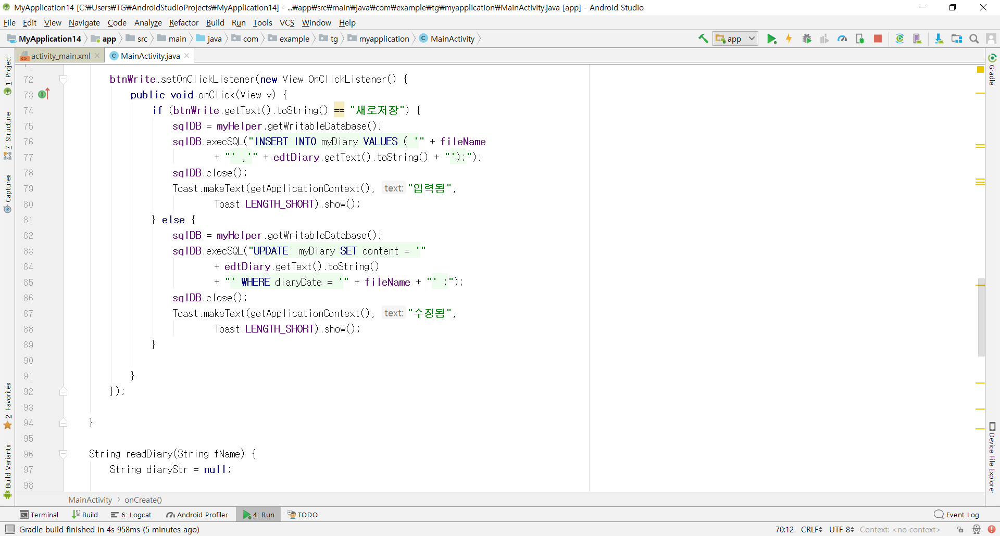 MyApplication14 [C:₩Users₩TG₩AndroidStudioProjects₩MyApplication14] - ...₩app₩src₩main₩java₩com₩example₩tg₩myapplication₩MainActivity.java [app] - Android Studio
File Edit View Navigate Code Analyze Refactor Build Run Tools VCS Window Help
MyApplication14 app src main java com example tg myapplication MainActivity app
activity_main.xml MainActivity.java
1: Project
7: Structure
Captures
2: Favorites
Build Variants
Gradle
Device File Explorer
71
72 btnWrite.setOnClickListener(new View.OnClickListener() {
73 public void onClick(View v) {
74 if (btnWrite.getText().toString() == "새로저장") {
75 sqlDB = myHelper.getWritableDatabase();
76 sqlDB.execSQL("INSERT INTO myDiary VALUES ( '" + fileName
77 + "' ,'" + edtDiary.getText().toString() + "');");
78 sqlDB.close();
79 Toast.makeText(getApplicationContext(), text: "입력됨",
80 Toast.LENGTH_SHORT).show();
81 } else {
82 sqlDB = myHelper.getWritableDatabase();
83 sqlDB.execSQL("UPDATE  myDiary SET content = '"
84 + edtDiary.getText().toString()
85 + "' WHERE diaryDate = '" + fileName + "' ;");
86 sqlDB.close();
87 Toast.makeText(getApplicationContext(), text: "수정됨",
88 Toast.LENGTH_SHORT).show();
89 }
90
91 }
92 });
93
94 }
95
96 String readDiary(String fName) {
97 String diaryStr = null;
98
MainActivity › onCreate()
Terminal Build 6: Logcat Android Profiler 4: Run TODO Event Log
Gradle build finished in 4s 958ms (5 minutes ago) 70:12 CRLF UTF-8 Context: <no context>